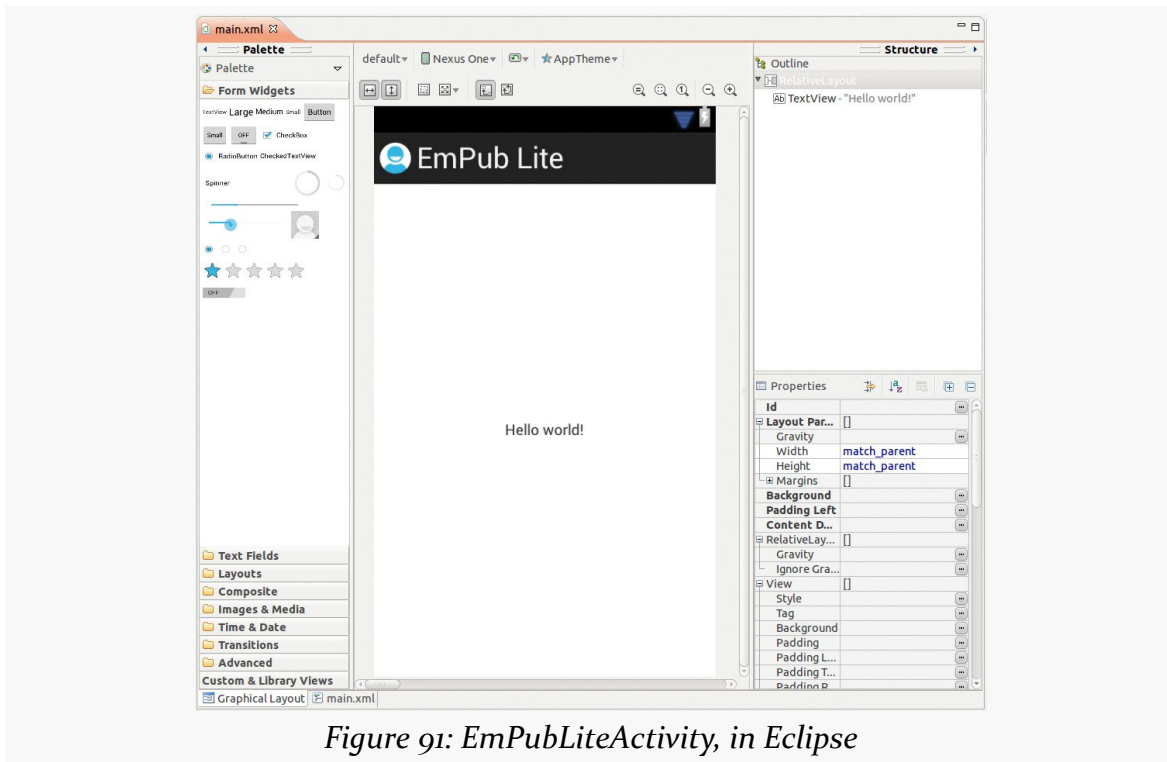 main.xml
Palette
Palette
Form Widgets
TextView Large Medium Small Button
Small OFF CheckBox
RadioButton CheckedTextView
Spinner
OFF
Text Fields
Layouts
Composite
Images & Media
Time & Date
Transitions
Advanced
Custom & Library Views
Graphical Layout main.xml
default Nexus One AppTheme
EmPub Lite
Hello world!
Structure
Outline
RelativeLayout
Ab TextView - "Hello world!"
Properties
Id
Layout Par... []
Gravity
Width match_parent
Height match_parent
Margins []
Background
Padding Left
Content D...
RelativeLay... []
Gravity
Ignore Gra...
View []
Style
Tag
Background
Padding
Padding L...
Padding T...
Padding R
Figure 91: EmPubLiteActivity, in Eclipse